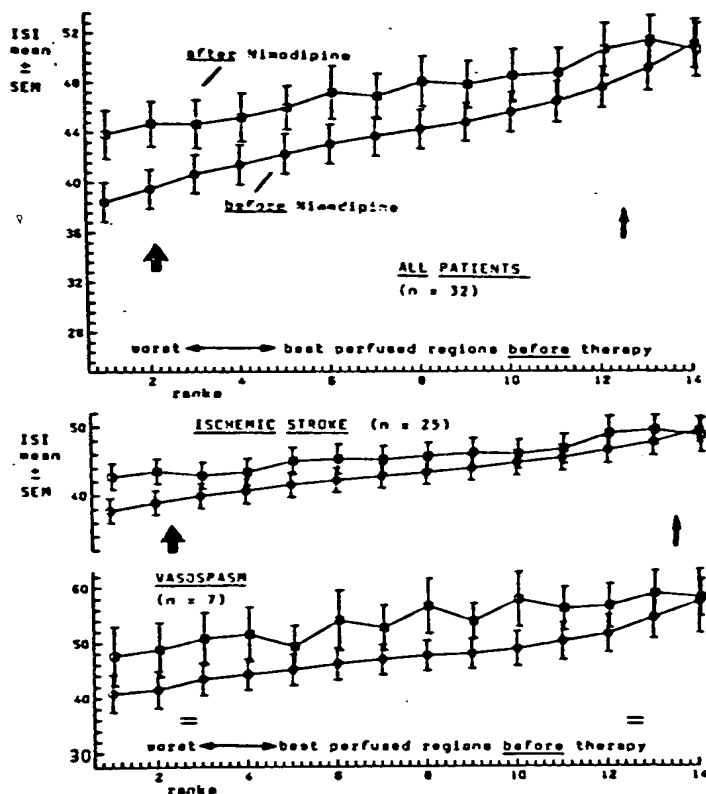 ISI
mean
±
SEM
52
48
44
40
36
32
28
after Nimodipine
before Nimodipine
ALL PATIENTS
(n = 32)
worst best perfused regions before therapy
2 4 6 8 10 12 14
ranks
ISI
mean
±
SEM
50
40
ISCHEMIC STROKE (n = 25)
60
50
40
30
VASOSPASM
(n = 7)
=
=
worst best perfused regions before therapy
2 4 6 8 10 12 14
ranks